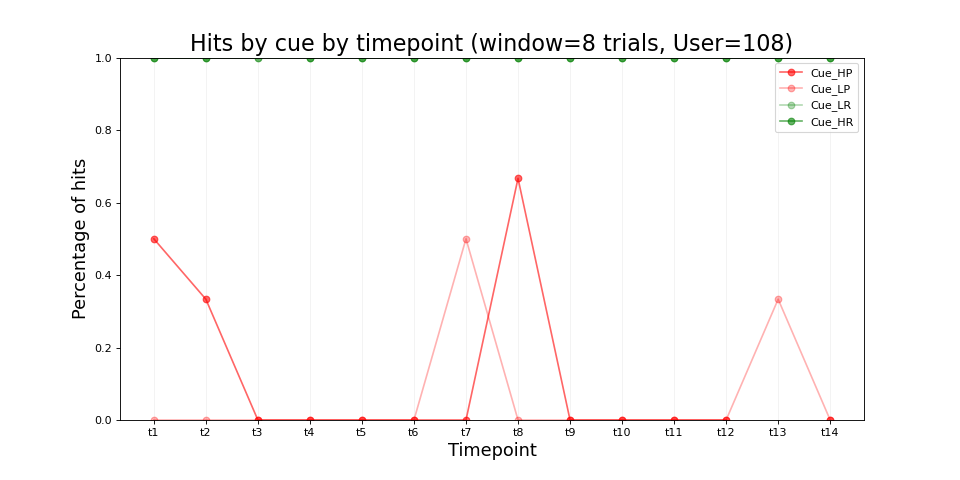 Hits by cue by timepoint (window=8 trials, User=108)
Percentage of hits
1.0
0.8
0.6
0.4
0.2
0.0
Cue_HP
Cue_LP
Cue_LR
Cue_HR
t1 t2 t3 t4 t5 t6 t7 t8 t9 t10 t11 t12 t13 t14
Timepoint